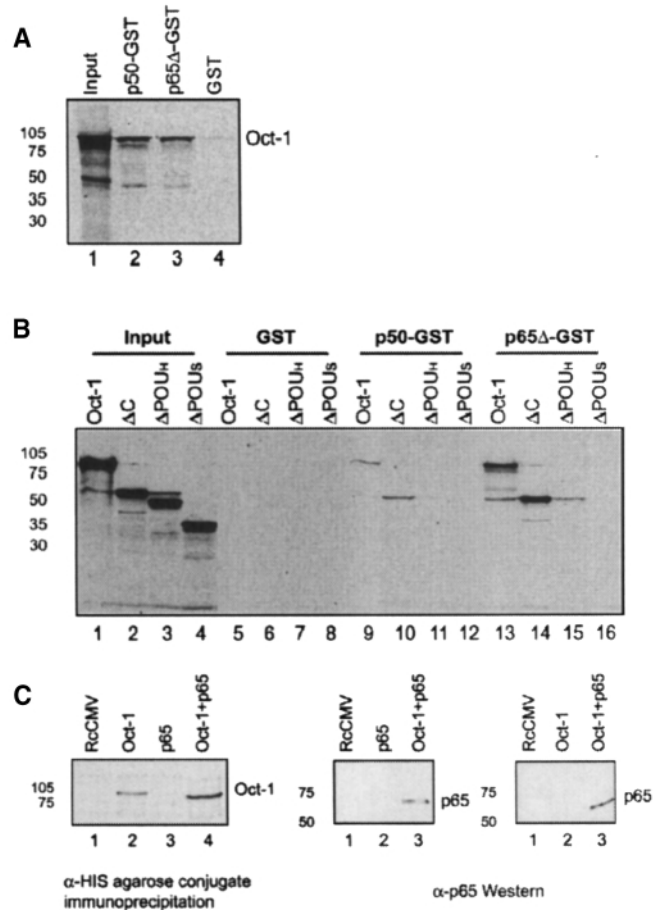 A
Input
p50-GST
p65Δ-GST
GST
105
75
50
35
30
Oct-1
1 2 3 4
B
Input GST p50-GST p65Δ-GST
Oct-1 ΔC ΔPOUH ΔPOUs Oct-1 ΔC ΔPOUH ΔPOUs Oct-1 ΔC ΔPOUH ΔPOUs Oct-1 ΔC ΔPOUH ΔPOUs
105
75
50
35
30
1 2 3 4 5 6 7 8 9 10 11 12 13 14 15 16
C
RcCMV Oct-1 p65 Oct-1+p65
105
75
Oct-1
1 2 3 4
α-HIS agarose conjugate
immunoprecipitation
RcCMV p65 Oct-1+p65
75
50
p65
1 2 3
RcCMV Oct-1 Oct-1+p65
75
50
p65
1 2 3
α-p65 Western